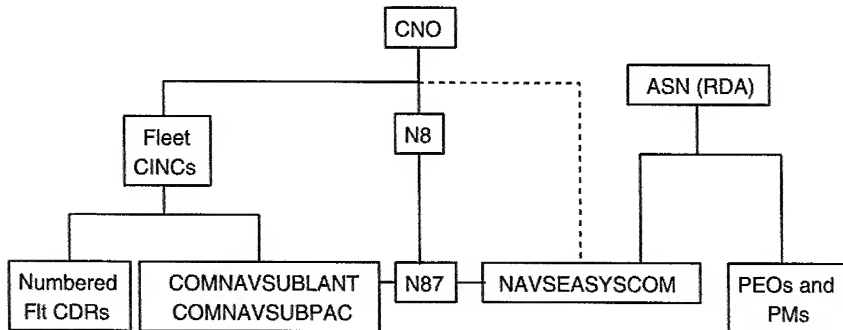 CNO
ASN (RDA)
Fleet
CINCs
N8
Numbered
Flt CDRs
COMNAVSUBLANT
COMNAVSUBPAC
N87
NAVSEASYSCOM
PEOs and
PMs